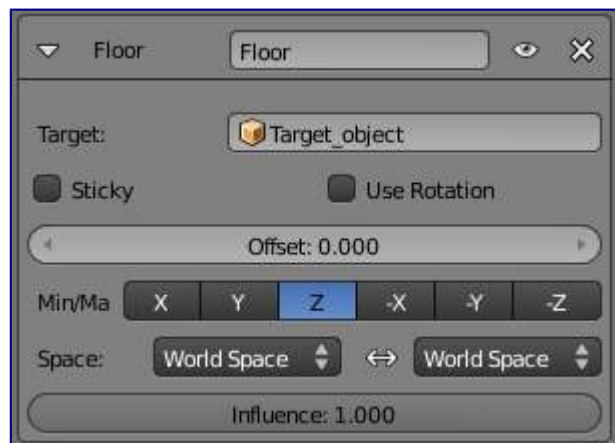 Floor Floor
Target: Target_object
Sticky Use Rotation
Offset: 0.000
Min/Ma X Y Z -X -Y -Z
Space: World Space World Space
Influence: 1.000